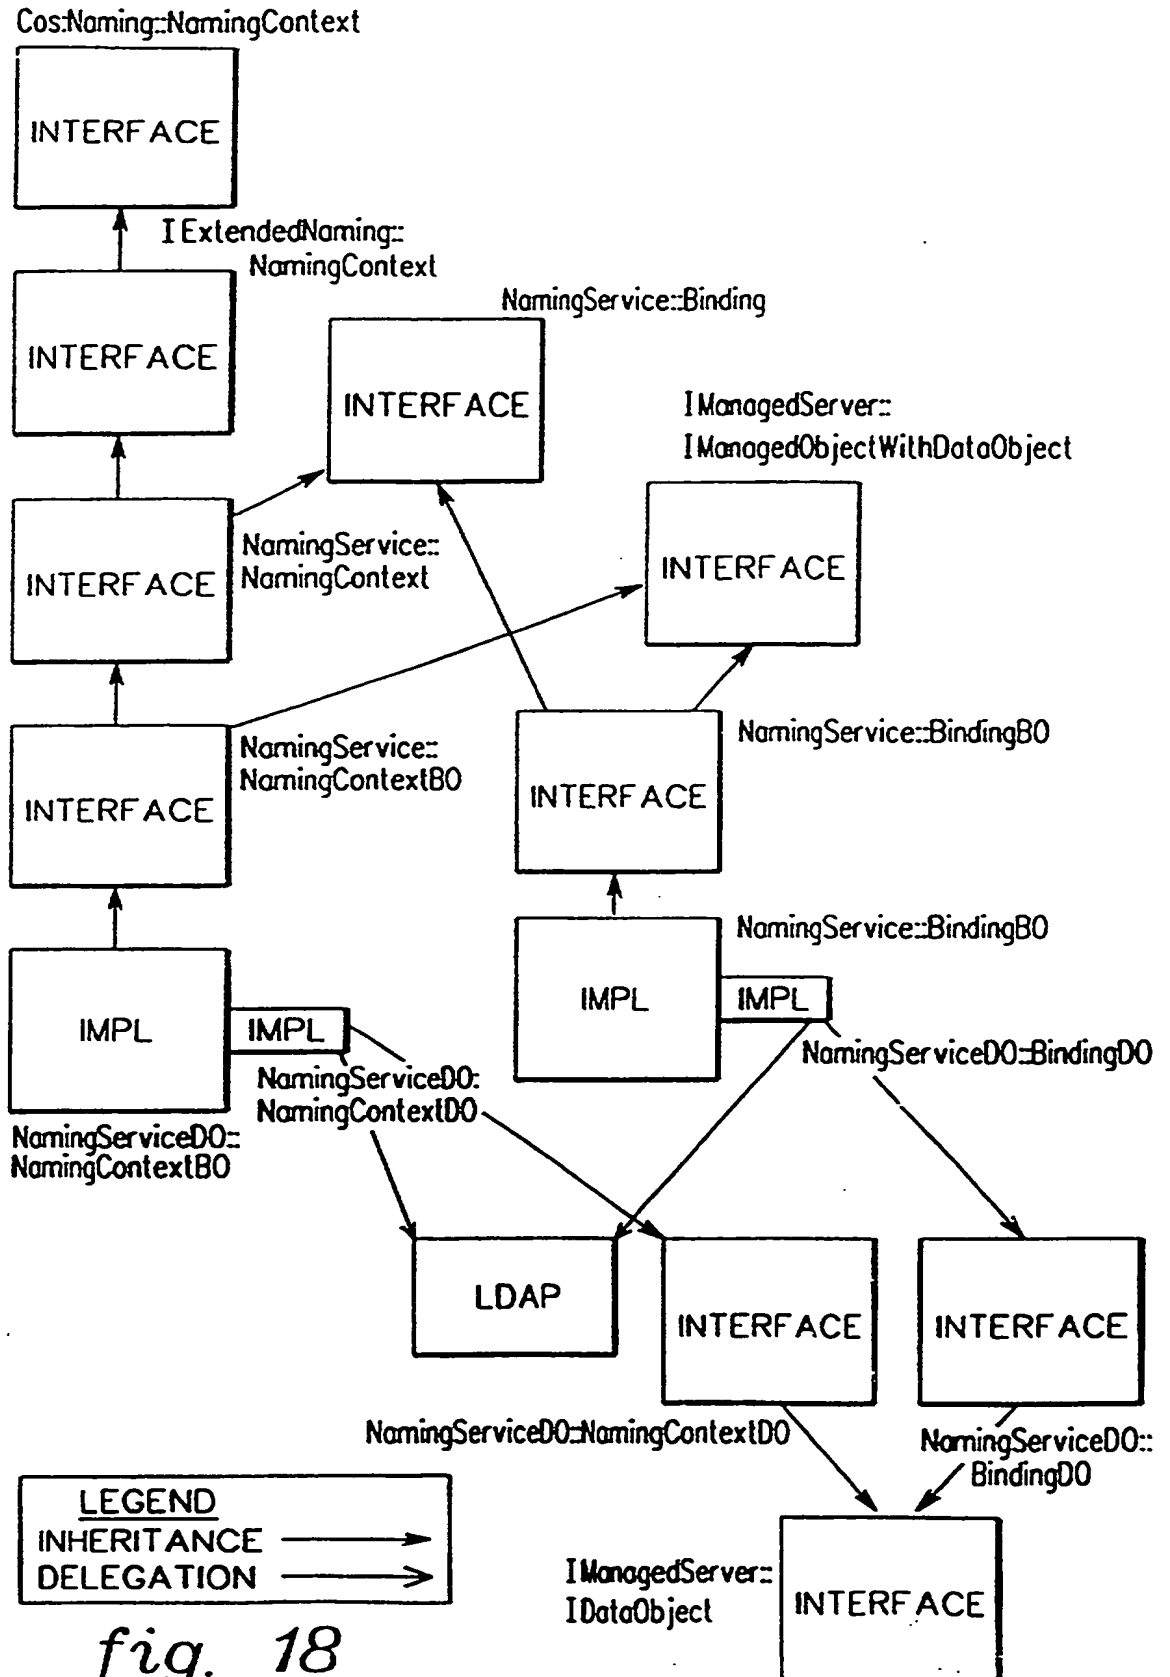 Cos:Naming::NamingContext
INTERFACE
IExtendedNaming::
NamingContext
INTERFACE
NamingService::Binding
INTERFACE
IManagedServer::
IManagedObjectWithDataObject
INTERFACE
NamingService::
NamingContext
INTERFACE
NamingService::
NamingContextBO
INTERFACE
NamingService::BindingBO
INTERFACE
NamingService::BindingBO
IMPL
IMPL
NamingServiceDO::BindingDO
IMPL
IMPL
NamingServiceDO:
NamingContextDO
NamingServiceDO::
NamingContextBO
LDAP
INTERFACE
INTERFACE
NamingServiceDO::NamingContextDO
NamingServiceDO::
BindingDO
LEGEND
INHERITANCE
DELEGATION
IManagedServer::
IDataObject
INTERFACE
fig. 18